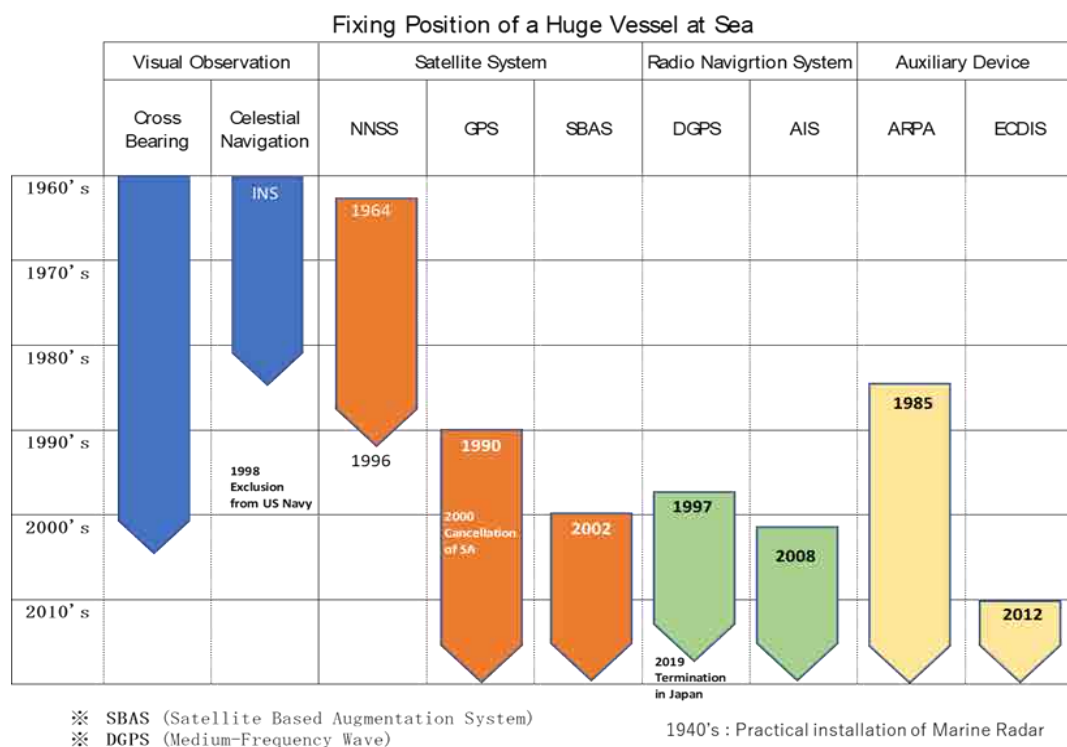 Fixing Position of a Huge Vessel at Sea
Visual Observation
Satellite System
Radio Navigrtion System
Auxiliary Device
Cross
Bearing
Celestial
Navigation
NNSS
GPS
SBAS
DGPS
AIS
ARPA
ECDIS
1960's
INS
1964
1970's
1980's
1985
1990's
1990
1996
1998
Exclusion
from US Navy
1997
2000's
2000
Cancellation
of SA
2002
2008
2010's
2012
2019
Termination
in Japan
※ SBAS (Satellite Based Augmentation System)
※ DGPS (Medium-Frequency Wave)
1940's : Practical installation of Marine Radar